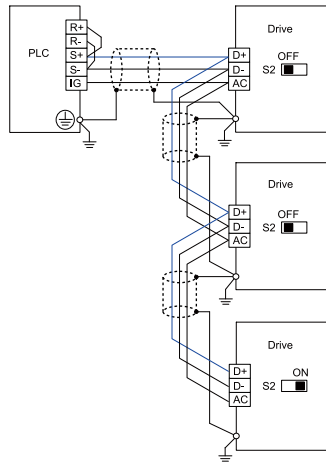 PLC
R+
R-
S+
S-
IG
Drive
D+
D-
AC
OFF
S2
Drive
D+
D-
AC
OFF
S2
Drive
D+
D-
AC
ON
S2